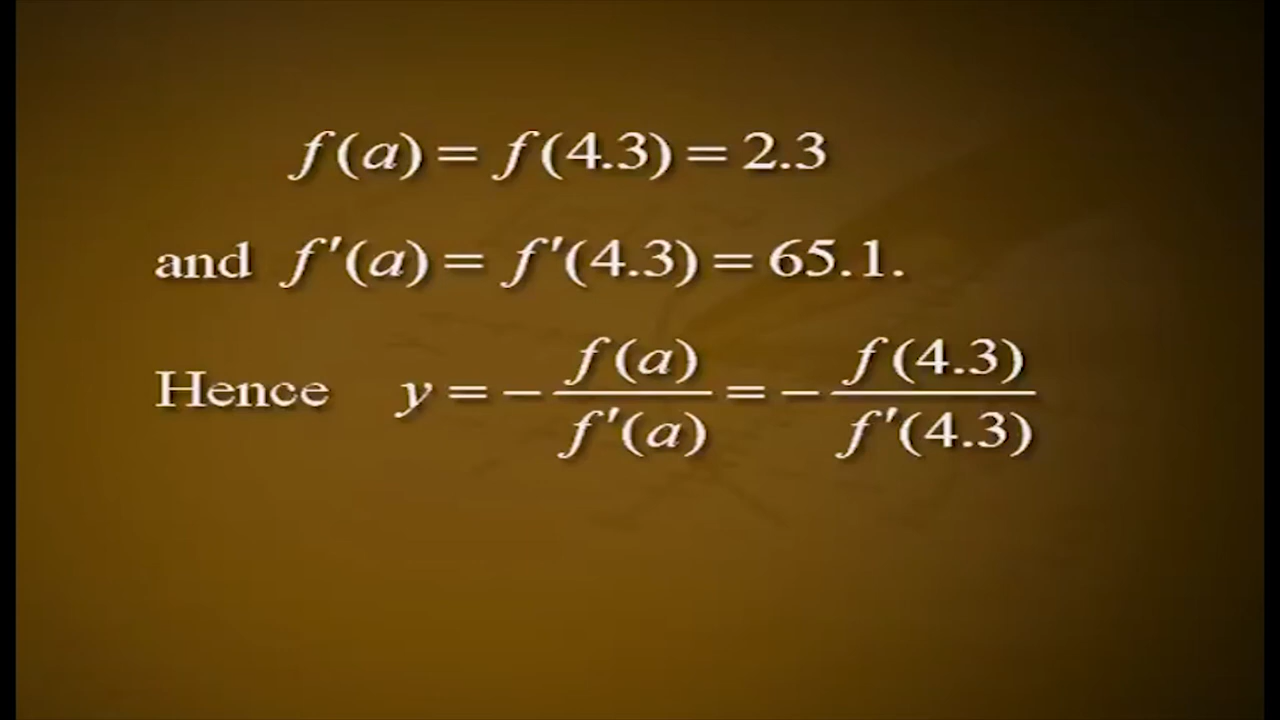 f(a) = f(4.3) = 2.3
and f′(a) = f′(4.3) = 65.1.
Hence y = − f(a)/f′(a) = − f(4.3)/f′(4.3)